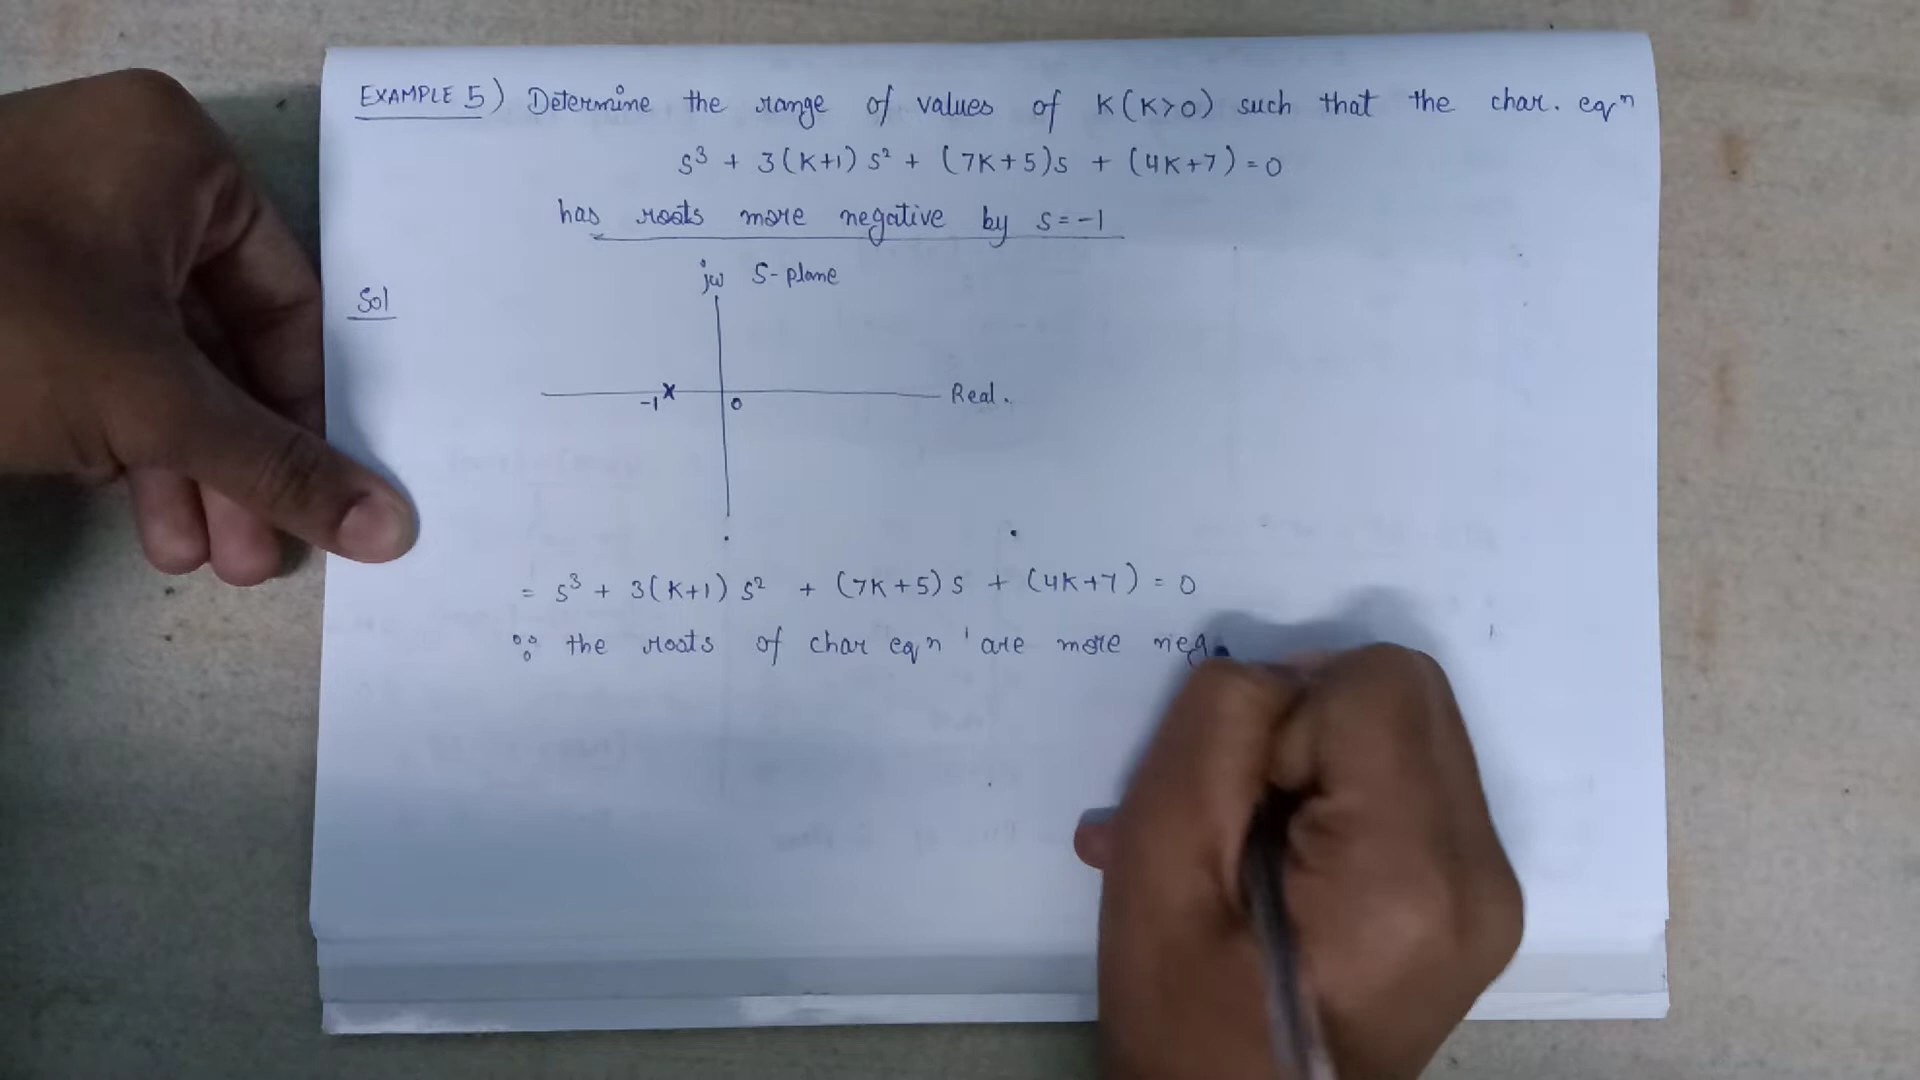 EXAMPLE 5) Determine the range of values of K(K>0) such that the char. eqⁿ
s³ + 3(K+1) s² + (7K+5)s + (4K+7) = 0
has roots more negative by s=-1
jω S-plane
Sol
-1 0 Real.
= s³ + 3(K+1) s² + (7K+5) s + (4K+7) = 0
∵ the roots of char eqn are more neg